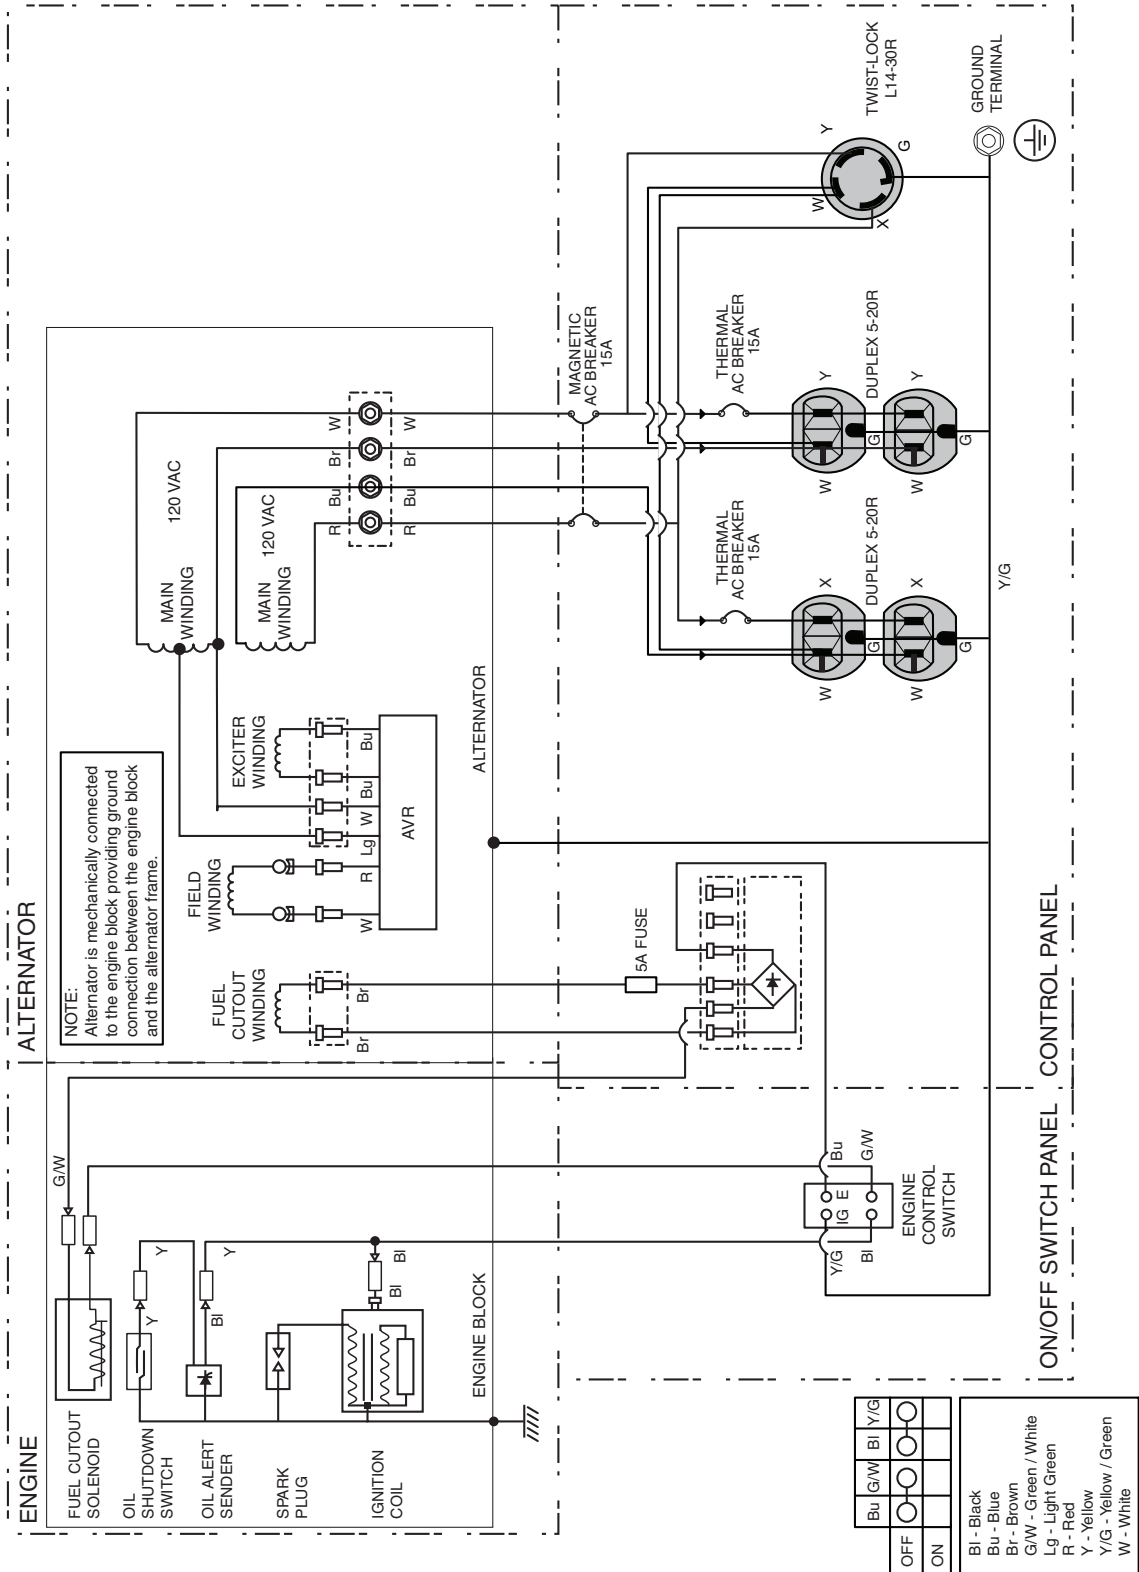 ENGINE
FUEL CUTOUT
SOLENOID
OIL
SHUTDOWN
SWITCH
OIL ALERT
SENDER
SPARK
PLUG
IGNITION
COIL
ENGINE BLOCK
G/W
Y
Y
Y
Bl
Bl
Bl
ALTERNATOR
NOTE:
Alternator is mechanically connected
to the engine block providing ground
connection between the engine block
and the alternator frame.
FUEL
CUTOUT
WINDING
Br
Br
FIELD
WINDING
EXCITER
WINDING
W
R
Lg
W
Bu
Bu
AVR
ALTERNATOR
MAIN
WINDING
120 VAC
MAIN
WINDING
120 VAC
R
Bu
Br
W
R
Bu
Br
W
MAGNETIC
AC BREAKER
15A
5A FUSE
THERMAL
AC BREAKER
15A
THERMAL
AC BREAKER
15A
W
X
G
DUPLEX 5-20R
W
X
G
W
Y
G
DUPLEX 5-20R
W
Y
G
Y
W
X
G
TWIST-LOCK
L14-30R
GROUND
TERMINAL
Y/G
CONTROL PANEL
Bu
G/W
IG E
Y/G
Bl
ENGINE
CONTROL
SWITCH
ON/OFF SWITCH PANEL
Bu G/W Bl Y/G
OFF
ON
Bl - Black
Bu - Blue
Br - Brown
G/W - Green / White
Lg - Light Green
R - Red
Y - Yellow
Y/G - Yellow / Green
W - White